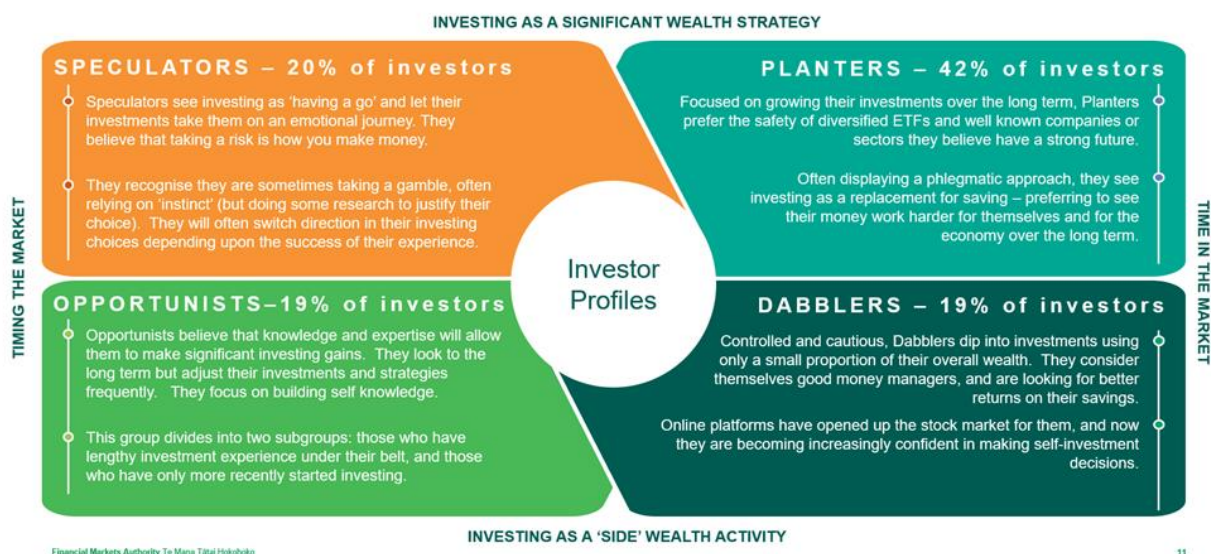 INVESTING AS A SIGNIFICANT WEALTH STRATEGY
SPECULATORS – 20% of investors
Speculators see investing as ‘having a go’ and let their
investments take them on an emotional journey. They
believe that taking a risk is how you make money.
They recognise they are sometimes taking a gamble, often
relying on ‘instinct’ (but doing some research to justify their
choice). They will often switch direction in their investing
choices depending upon the success of their experience.
PLANTERS – 42% of investors
Focused on growing their investments over the long term, Planters
prefer the safety of diversified ETFs and well known companies or
sectors they believe have a strong future.
Often displaying a phlegmatic approach, they see
investing as a replacement for saving – preferring to see
their money work harder for themselves and for the
economy over the long term.
TIMING THE MARKET
Investor
Profiles
TIME IN THE MARKET
OPPORTUNISTS–19% of investors
Opportunists believe that knowledge and expertise will allow
them to make significant investing gains. They look to the
long term but adjust their investments and strategies
frequently. They focus on building self knowledge.
This group divides into two subgroups: those who have
lengthy investment experience under their belt, and those
who have only more recently started investing.
DABBLERS – 19% of investors
Controlled and cautious, Dabblers dip into investments using
only a small proportion of their overall wealth. They consider
themselves good money managers, and are looking for better
returns on their savings.
Online platforms have opened up the stock market for them, and now
they are becoming increasingly confident in making self-investment
decisions.
INVESTING AS A ‘SIDE’ WEALTH ACTIVITY
Financial Markets Authority Te Mana Tātai Hokohoko
11